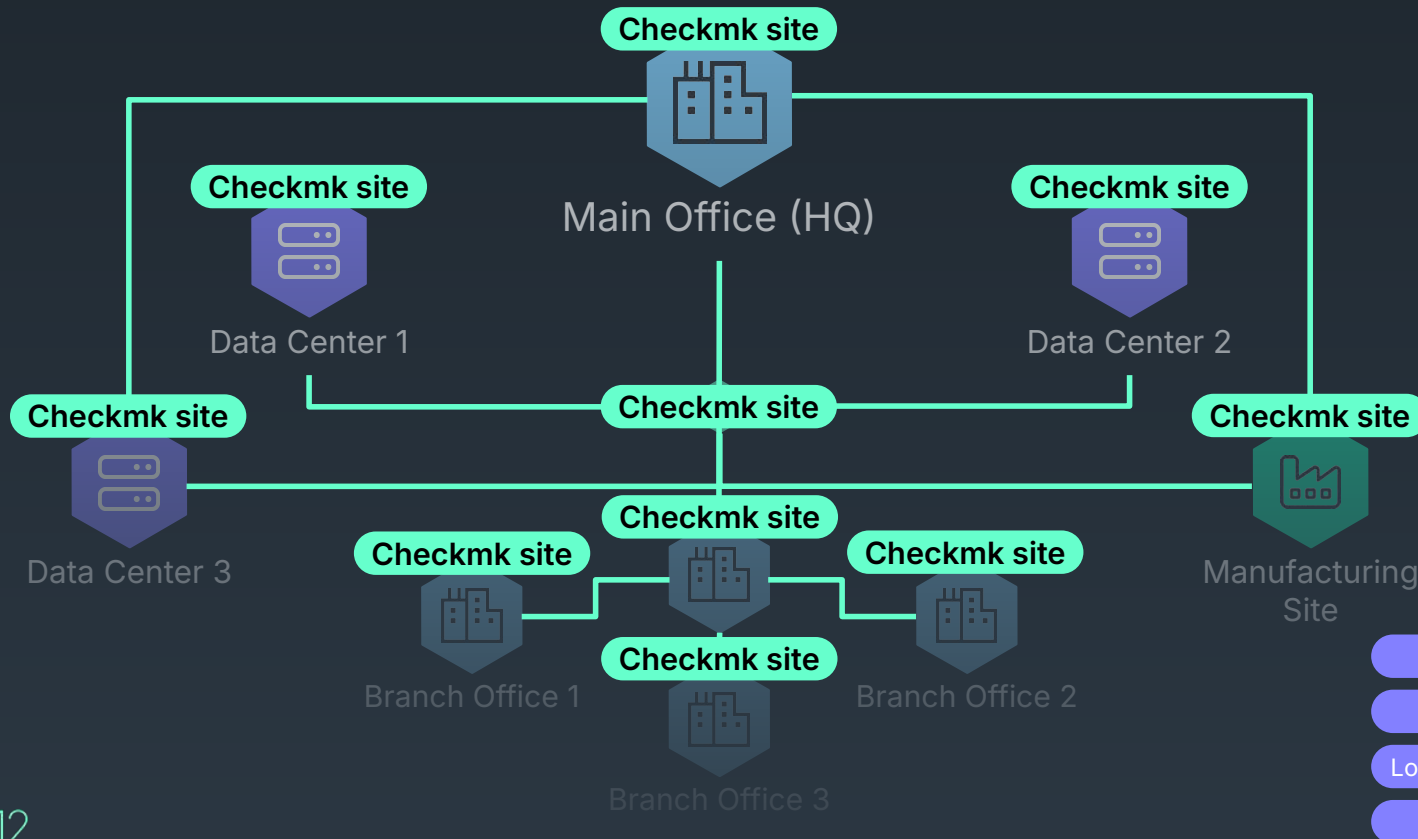 Checkmk site
Main Office (HQ)
Checkmk site
Checkmk site
Data Center 1
Data Center 2
Checkmk site
Checkmk site
Checkmk site
Data Center 3
Manufacturing
Site
Checkmk site
Checkmk site
Checkmk site
Branch Office 1
Branch Office 2
Checkmk site
Branch Office 3
Lo
12